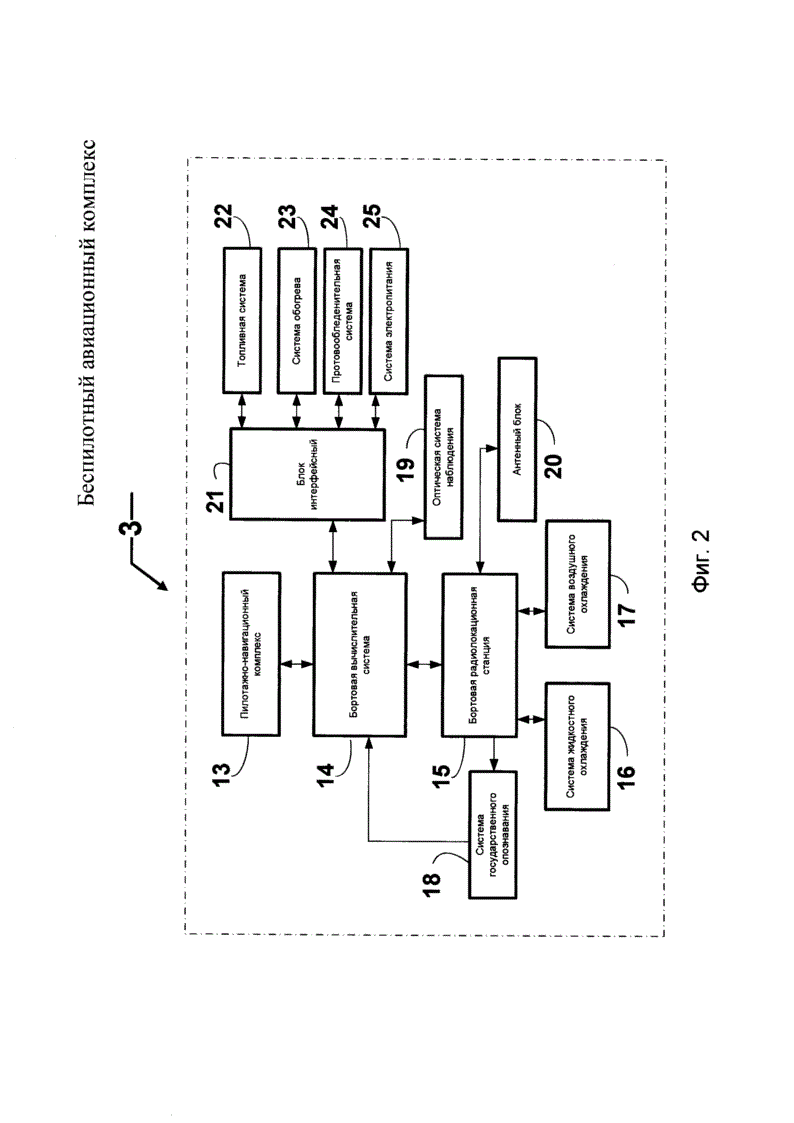 Беспилотный авиационный комплекс
3
13
Пилотажно-навигационный
комплекс
14
Бортовая вычислительная
система
15
Бортовая радиолокационная
станция
18
Система
государственного
опознавания
16
Система жидкостного
охлаждения
17
Система воздушного
охлаждения
21
Блок
интерфейсный
19
Оптическая система
наблюдения
20
Антенный блок
22
Топливная система
23
Система обогрева
24
Протовообледенительная
система
25
Система электропитания
Фиг. 2